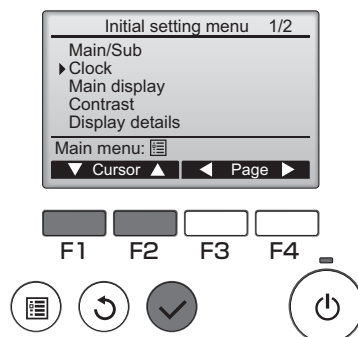 Initial setting menu 1/2
Main/Sub
Clock
Main display
Contrast
Display details
Main menu:
Cursor Page
F1 F2 F3 F4